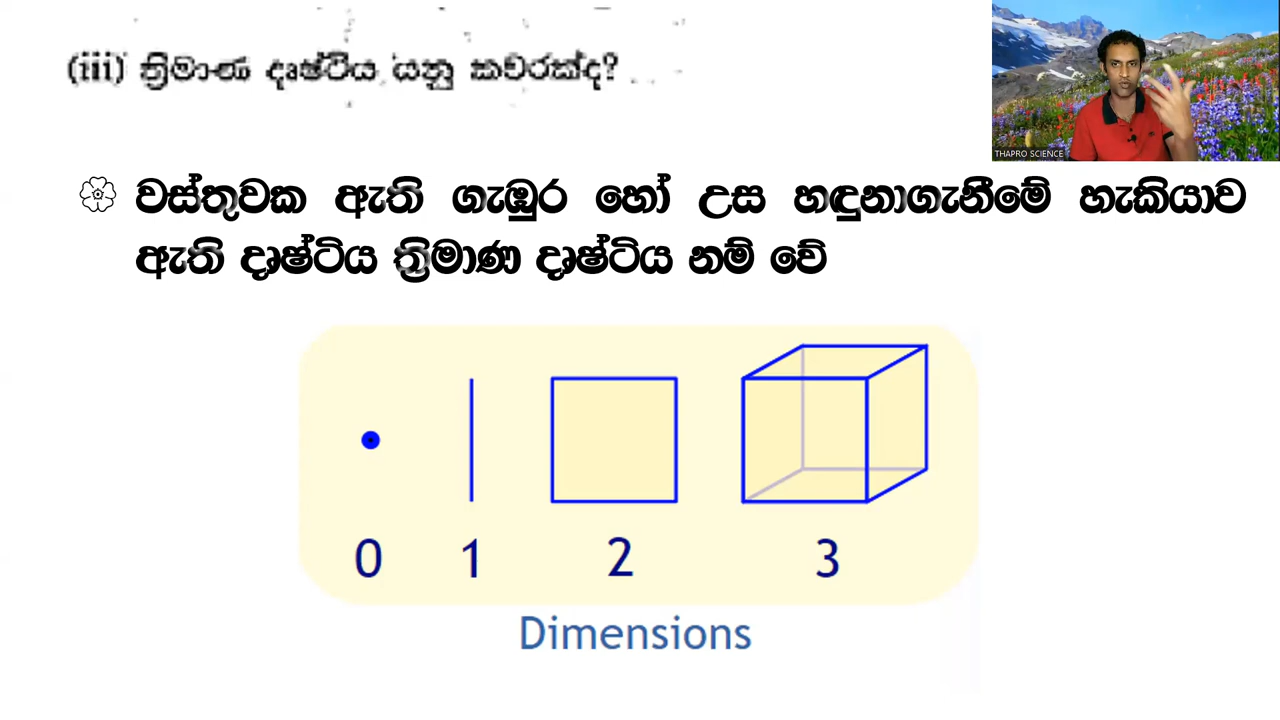 (iii) ත්‍රිමාණ දෘෂ්ටිය යනු කවරක්ද?
THAPRO SCIENCE
වස්තුවක ඇති ගැඹුර හෝ උස හඳුනාගැනීමේ හැකියාව
ඇති දෘෂ්ටිය ත්‍රිමාණ දෘෂ්ටිය නම් වේ
0 1 2 3
Dimensions